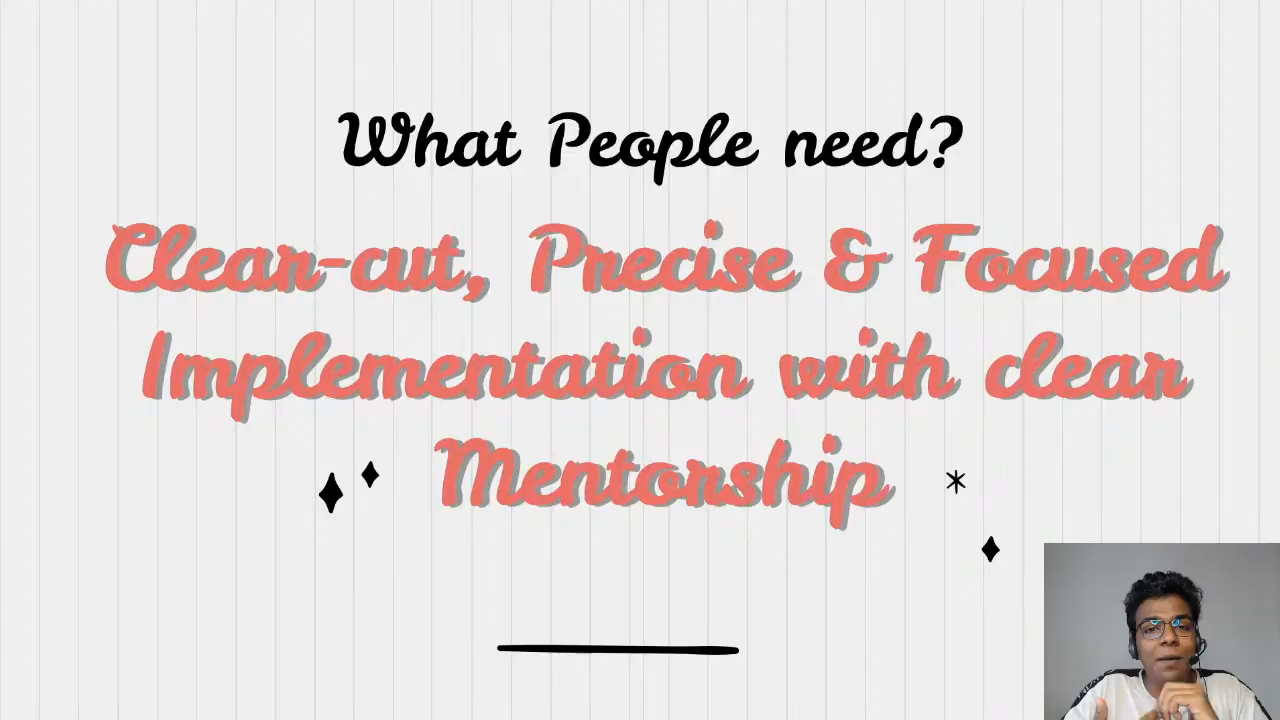 What People need?
Clear-cut, Precise & Focused
Implementation with clear
Mentorship